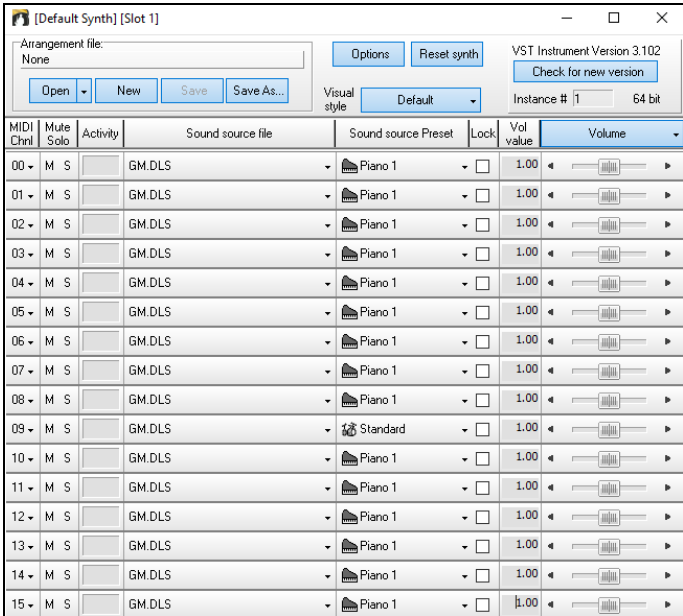 [Default Synth] [Slot 1]
Arrangement file:
None
Open New Save Save As...
Options Reset synth
Visual style Default
VST Instrument Version 3.102
Check for new version
Instance # 1 64 bit
MIDI Chnl Mute Solo Activity Sound source file Sound source Preset Lock Vol value Volume
00 M S GM.DLS Piano 1 1.00
01 M S GM.DLS Piano 1 1.00
02 M S GM.DLS Piano 1 1.00
03 M S GM.DLS Piano 1 1.00
04 M S GM.DLS Piano 1 1.00
05 M S GM.DLS Piano 1 1.00
06 M S GM.DLS Piano 1 1.00
07 M S GM.DLS Piano 1 1.00
08 M S GM.DLS Piano 1 1.00
09 M S GM.DLS Standard 1.00
10 M S GM.DLS Piano 1 1.00
11 M S GM.DLS Piano 1 1.00
12 M S GM.DLS Piano 1 1.00
13 M S GM.DLS Piano 1 1.00
14 M S GM.DLS Piano 1 1.00
15 M S GM.DLS Piano 1 1.00